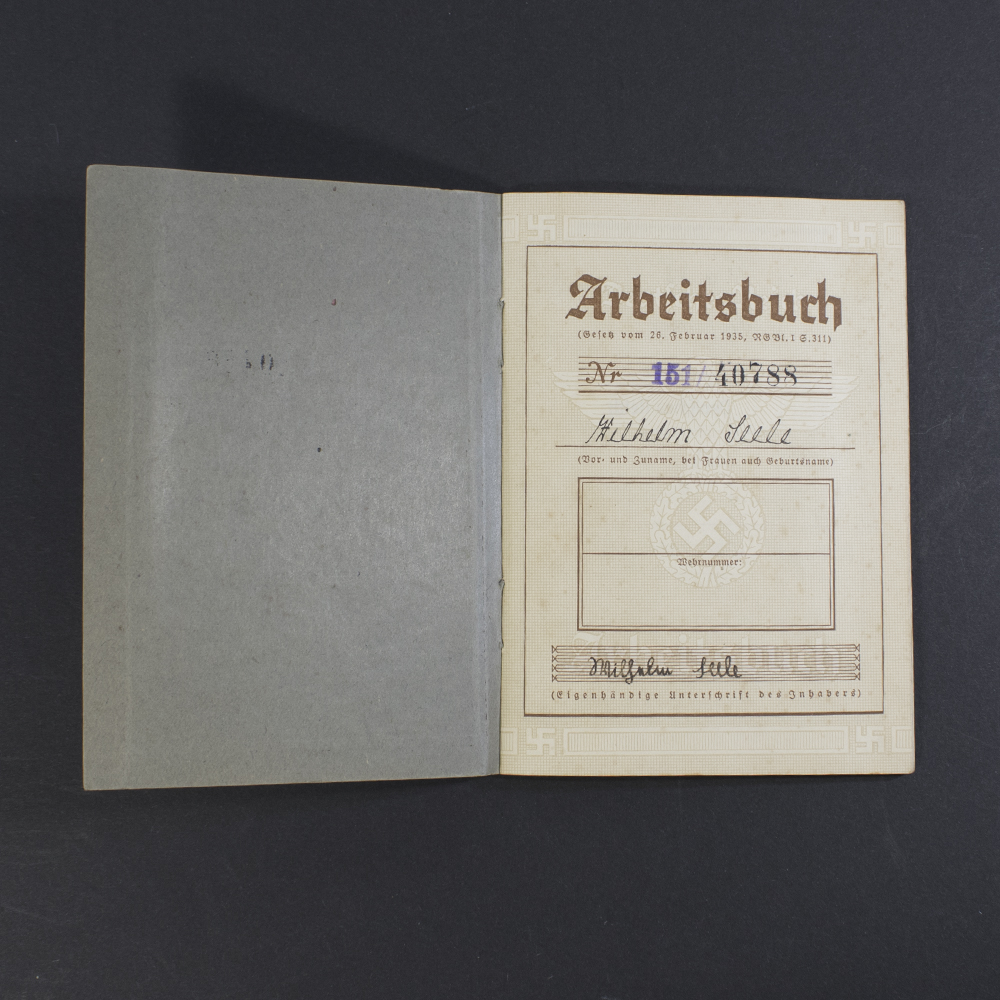 Arbeitsbuch
(Gesetz vom 26. Februar 1935, RGBl. I S.311)
Nr 151/40788
Wilhelm Seele
(Vor- und Zuname, bei Frauen auch Geburtsname)
Wehrnummer:
Wilhelm Seele
(Eigenhändige Unterschrift des Inhabers)